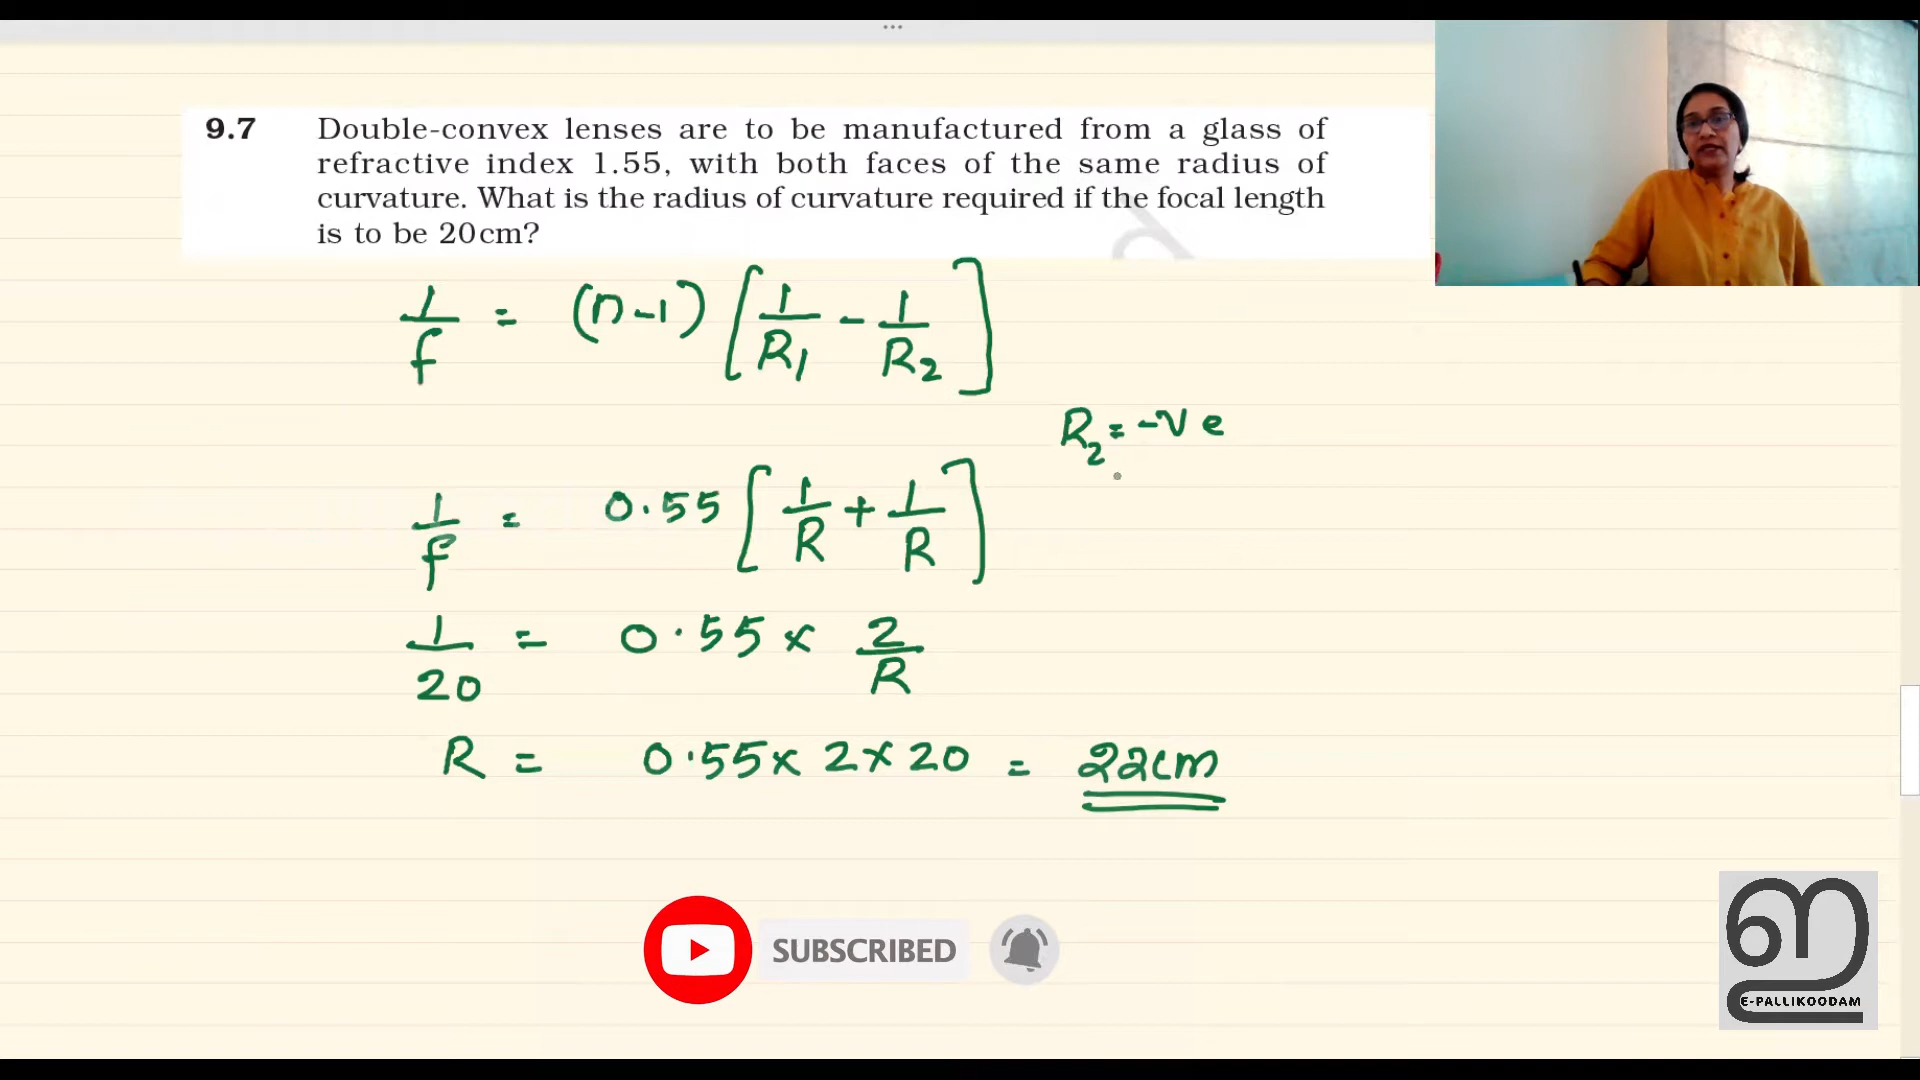 ...
9.7 Double-convex lenses are to be manufactured from a glass of
refractive index 1.55, with both faces of the same radius of
curvature. What is the radius of curvature required if the focal length
is to be 20cm?
1/f = (n-1) [1/R₁ - 1/R₂]
R₂ = -ve
1/f = 0.55 [1/R + 1/R]
1/20 = 0.55 × 2/R
R = 0.55 × 2 × 20 = 22cm
SUBSCRIBED
ഇ
E-PALLIKOODAM